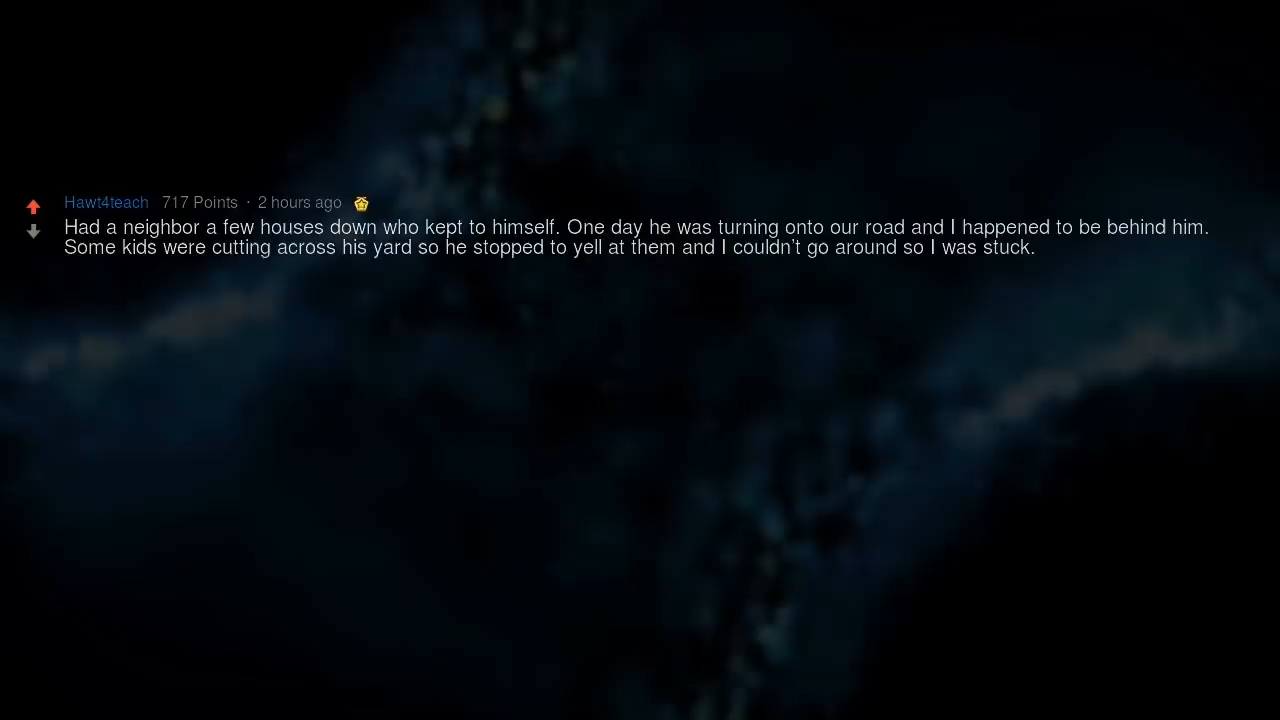 Hawt4teach 717 Points · 2 hours ago
Had a neighbor a few houses down who kept to himself. One day he was turning onto our road and I happened to be behind him.
Some kids were cutting across his yard so he stopped to yell at them and I couldn't go around so I was stuck.